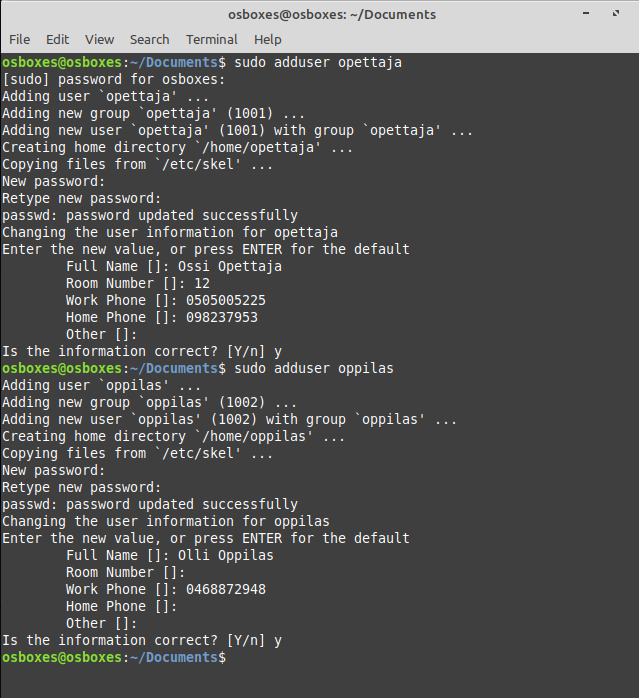 osboxes@osboxes: ~/Documents
File Edit View Search Terminal Help
osboxes@osboxes:~/Documents$ sudo adduser opettaja
[sudo] password for osboxes:
Adding user `opettaja' ...
Adding new group `opettaja' (1001) ...
Adding new user `opettaja' (1001) with group `opettaja' ...
Creating home directory `/home/opettaja' ...
Copying files from `/etc/skel' ...
New password:
Retype new password:
passwd: password updated successfully
Changing the user information for opettaja
Enter the new value, or press ENTER for the default
        Full Name []: Ossi Opettaja
        Room Number []: 12
        Work Phone []: 0505005225
        Home Phone []: 098237953
        Other []:
Is the information correct? [Y/n] y
osboxes@osboxes:~/Documents$ sudo adduser oppilas
Adding user `oppilas' ...
Adding new group `oppilas' (1002) ...
Adding new user `oppilas' (1002) with group `oppilas' ...
Creating home directory `/home/oppilas' ...
Copying files from `/etc/skel' ...
New password:
Retype new password:
passwd: password updated successfully
Changing the user information for oppilas
Enter the new value, or press ENTER for the default
        Full Name []: Olli Oppilas
        Room Number []:
        Work Phone []: 0468872948
        Home Phone []:
        Other []:
Is the information correct? [Y/n] y
osboxes@osboxes:~/Documents$